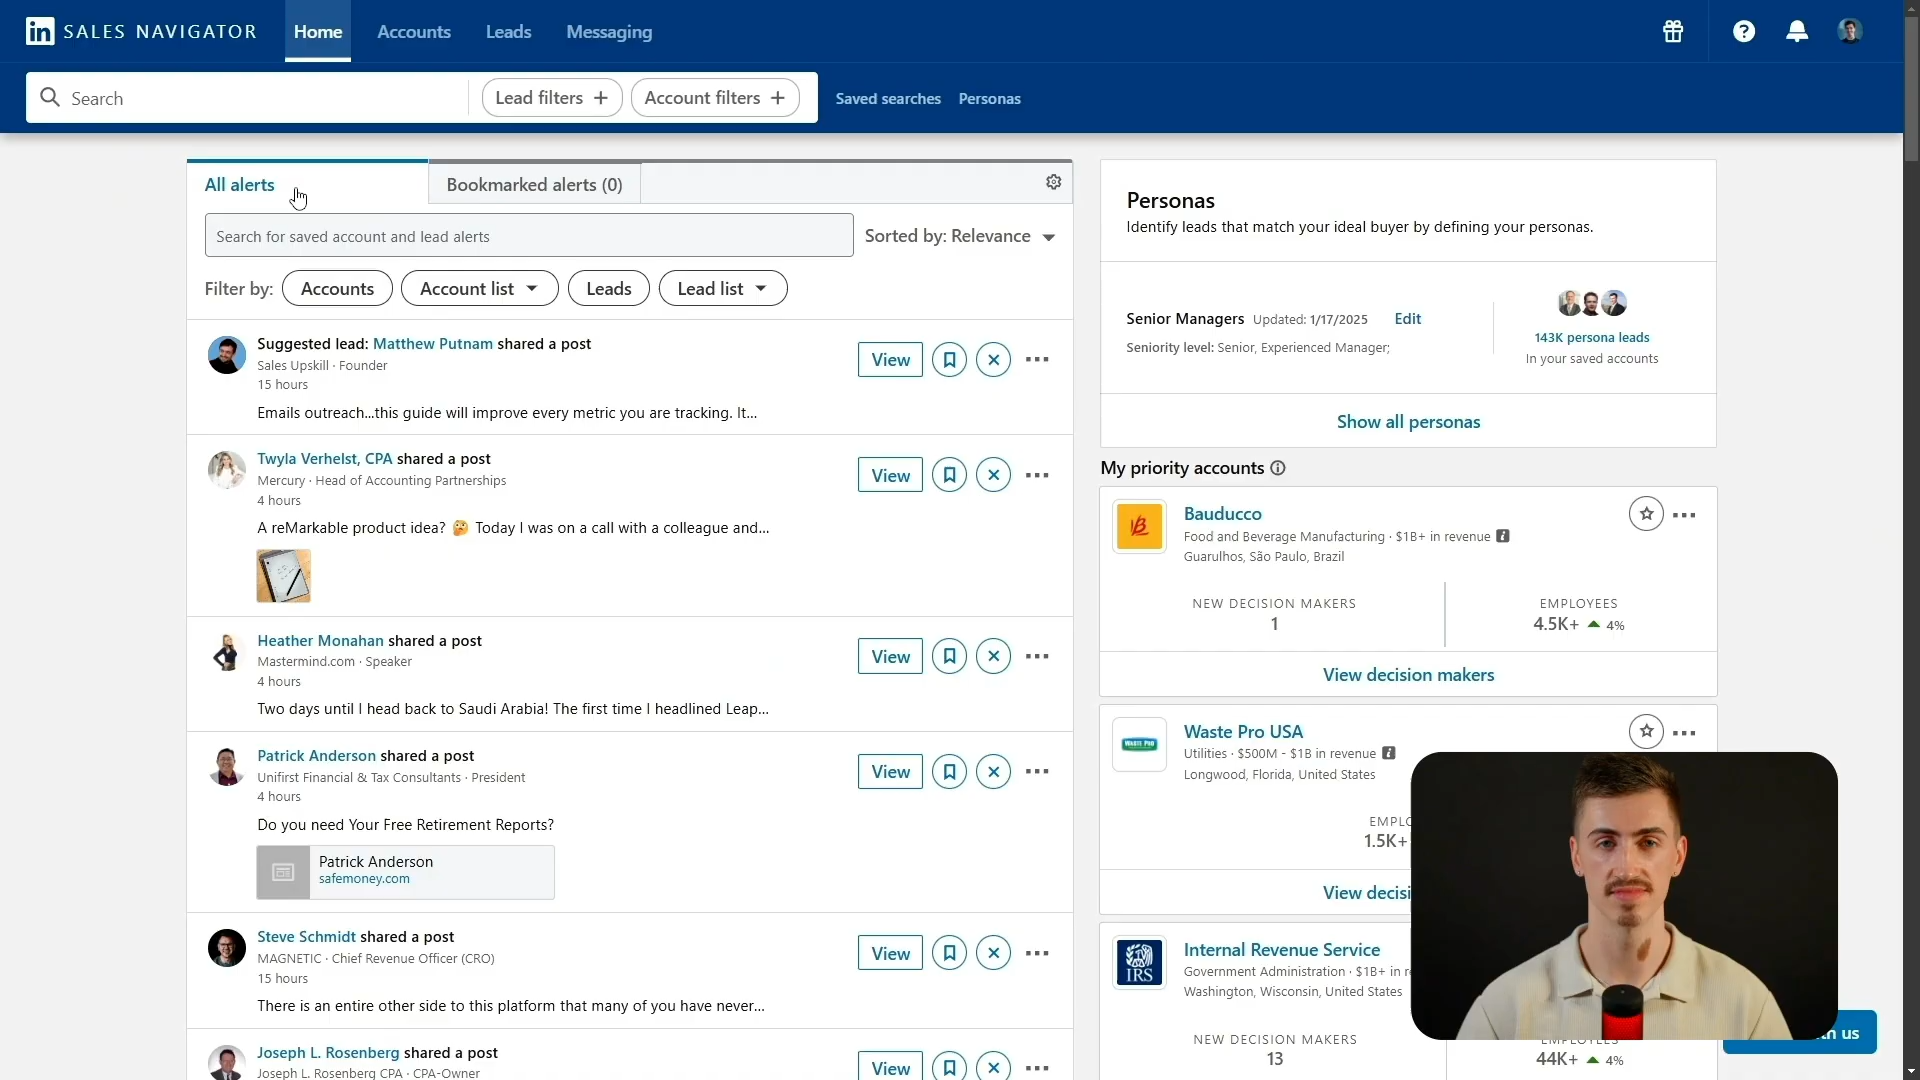 in SALES NAVIGATOR
Home
Accounts
Leads
Messaging
Search
Lead filters +
Account filters +
Saved searches
Personas
All alerts
Bookmarked alerts (0)
Search for saved account and lead alerts
Sorted by: Relevance
Filter by:
Accounts
Account list
Leads
Lead list
Suggested lead: Matthew Putnam shared a post
Sales Upskill · Founder
15 hours
Emails outreach...this guide will improve every metric you are tracking. It...
View
Twyla Verhelst, CPA shared a post
Mercury · Head of Accounting Partnerships
4 hours
A reMarkable product idea? 🤔 Today I was on a call with a colleague and...
View
Heather Monahan shared a post
Mastermind.com · Speaker
4 hours
Two days until I head back to Saudi Arabia! The first time I headlined Leap...
View
Patrick Anderson shared a post
Unifirst Financial & Tax Consultants · President
4 hours
Do you need Your Free Retirement Reports?
Patrick Anderson
safemoney.com
View
Steve Schmidt shared a post
MAGNETIC · Chief Revenue Officer (CRO)
15 hours
There is an entire other side to this platform that many of you have never...
View
Joseph L. Rosenberg shared a post
Joseph L. Rosenberg CPA · CPA-Owner
View
Personas
Identify leads that match your ideal buyer by defining your personas.
Senior Managers Updated: 1/17/2025 Edit
Seniority level: Senior, Experienced Manager;
143K persona leads
In your saved accounts
Show all personas
My priority accounts
Bauducco
Food and Beverage Manufacturing · $1B+ in revenue
Guarulhos, São Paulo, Brazil
NEW DECISION MAKERS
1
EMPLOYEES
4.5K+ 4%
View decision makers
WASTE PRO
Waste Pro USA
Utilities · $500M - $1B in revenue
Longwood, Florida, United States
EMPLO
1.5K+
View decisi
IRS
Internal Revenue Service
Government Administration · $1B+ in re
Washington, Wisconsin, United States
NEW DECISION MAKERS
13
EMPLOYEES
44K+ 4%
us